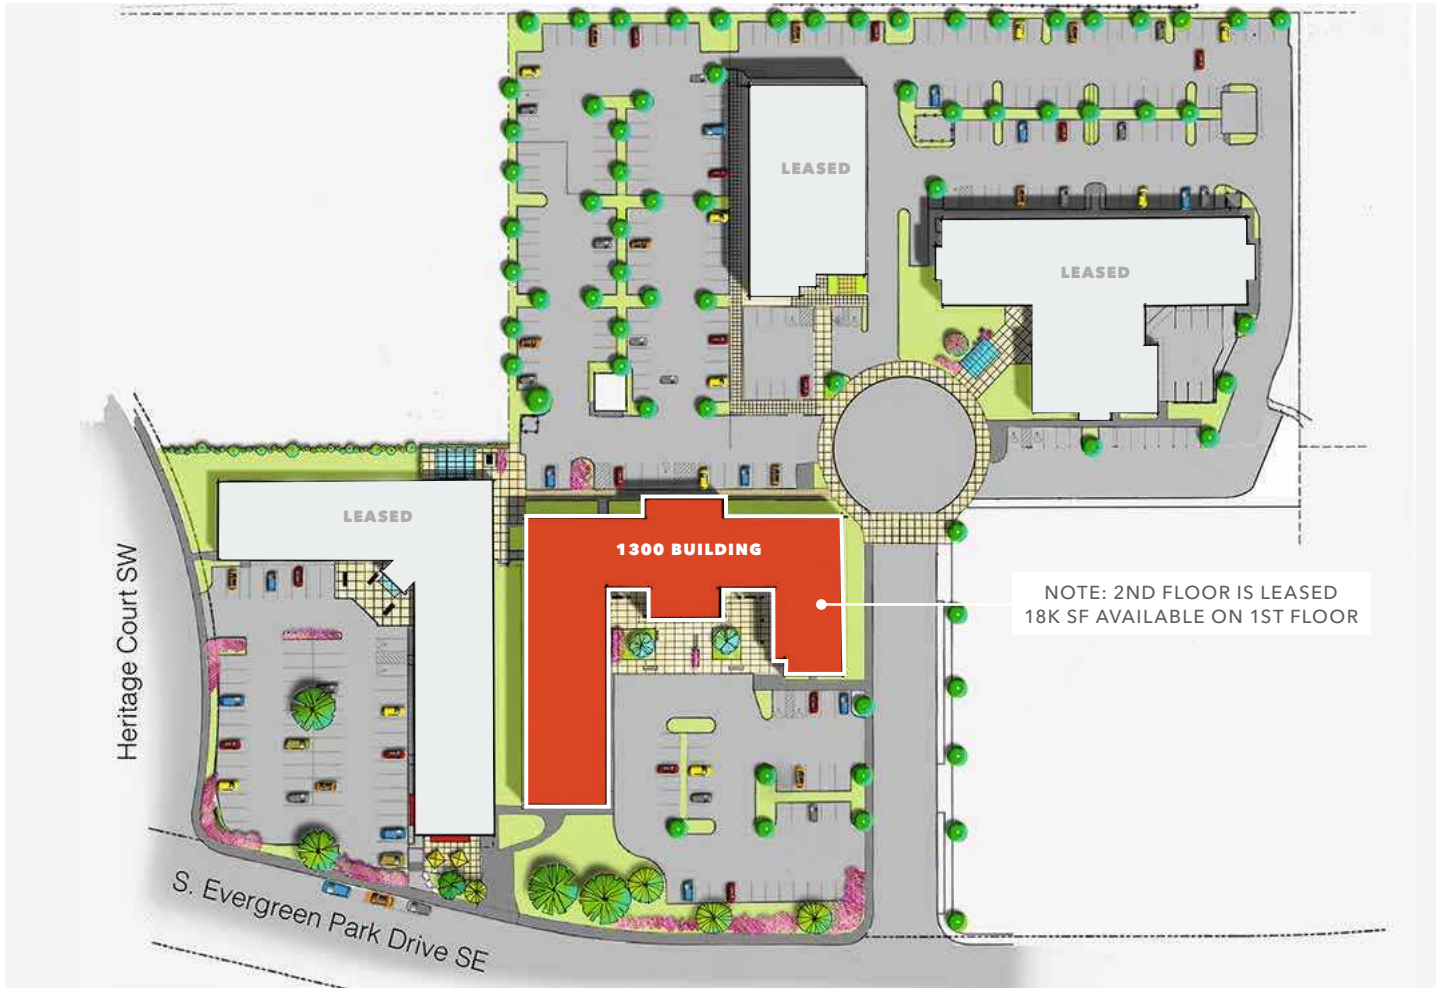 LEASED
LEASED
LEASED
1300 BUILDING
NOTE: 2ND FLOOR IS LEASED
18K SF AVAILABLE ON 1ST FLOOR
Heritage Court SW
S. Evergreen Park Drive SE